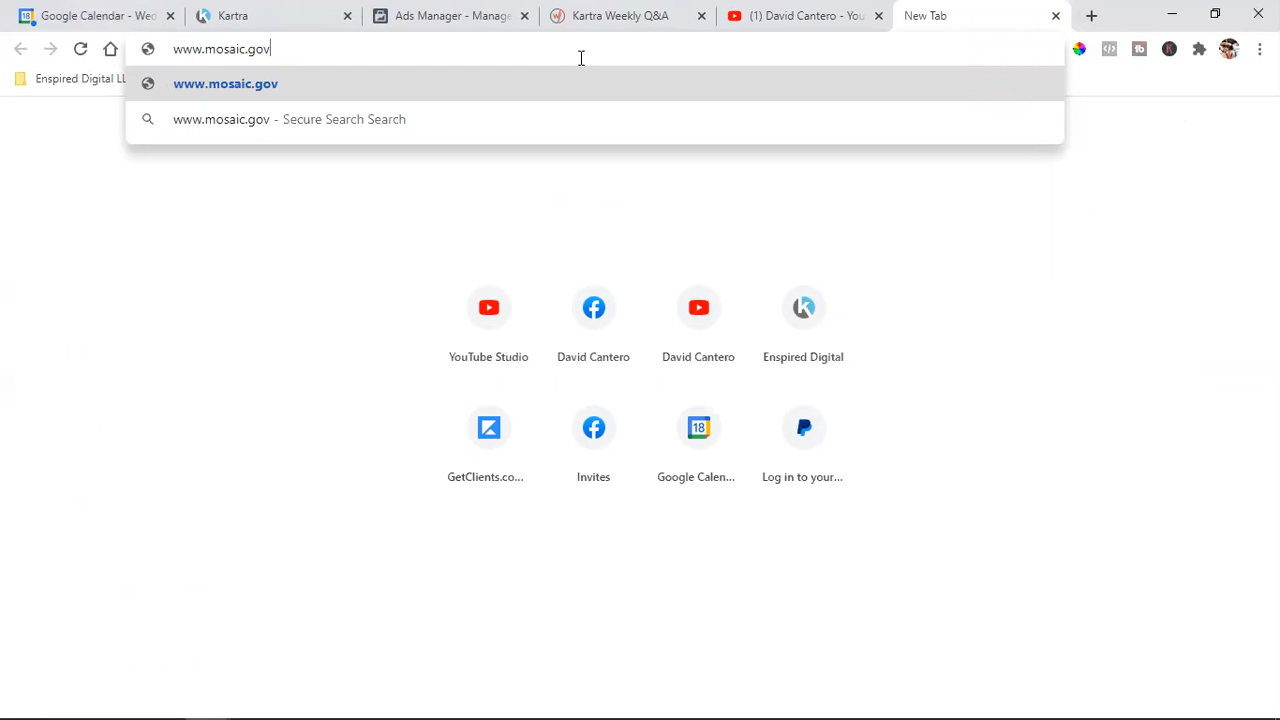 Google Calendar - Wed
Kartra
Ads Manager - Manage
Kartra Weekly Q&A
(1) David Cantero - You
New Tab
www.mosaic.gov
Enspired Digital LL
www.mosaic.gov
www.mosaic.gov - Secure Search Search
YouTube Studio
David Cantero
David Cantero
Enspired Digital
18
GetClients.co...
Invites
Google Calen...
Log in to your...